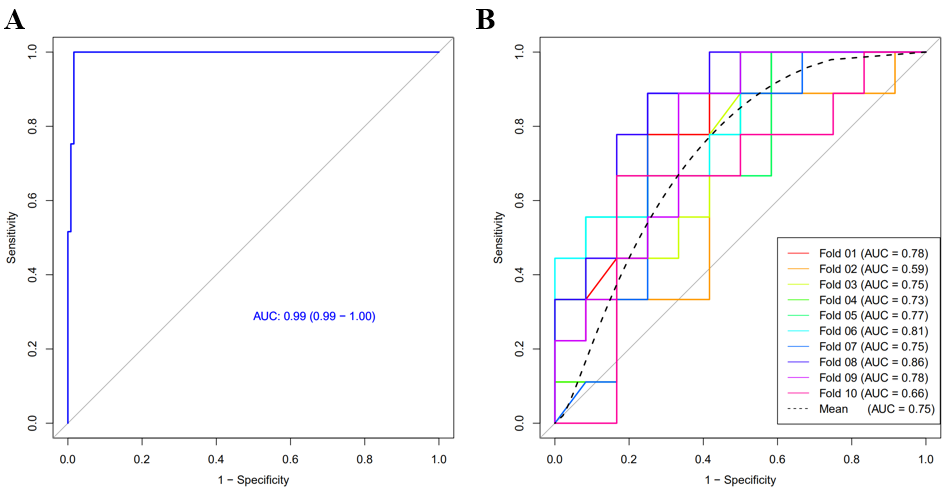 A
B
1.0
0.8
0.6
0.4
0.2
0.0
Sensitivity
AUC: 0.99 (0.99 − 1.00)
0.0 0.2 0.4 0.6 0.8 1.0
1 − Specificity
1.0
0.8
0.6
0.4
0.2
0.0
Sensitivity
Fold 01 (AUC = 0.78)
Fold 02 (AUC = 0.59)
Fold 03 (AUC = 0.75)
Fold 04 (AUC = 0.73)
Fold 05 (AUC = 0.77)
Fold 06 (AUC = 0.81)
Fold 07 (AUC = 0.75)
Fold 08 (AUC = 0.86)
Fold 09 (AUC = 0.78)
Fold 10 (AUC = 0.66)
Mean (AUC = 0.75)
0.0 0.2 0.4 0.6 0.8 1.0
1 − Specificity